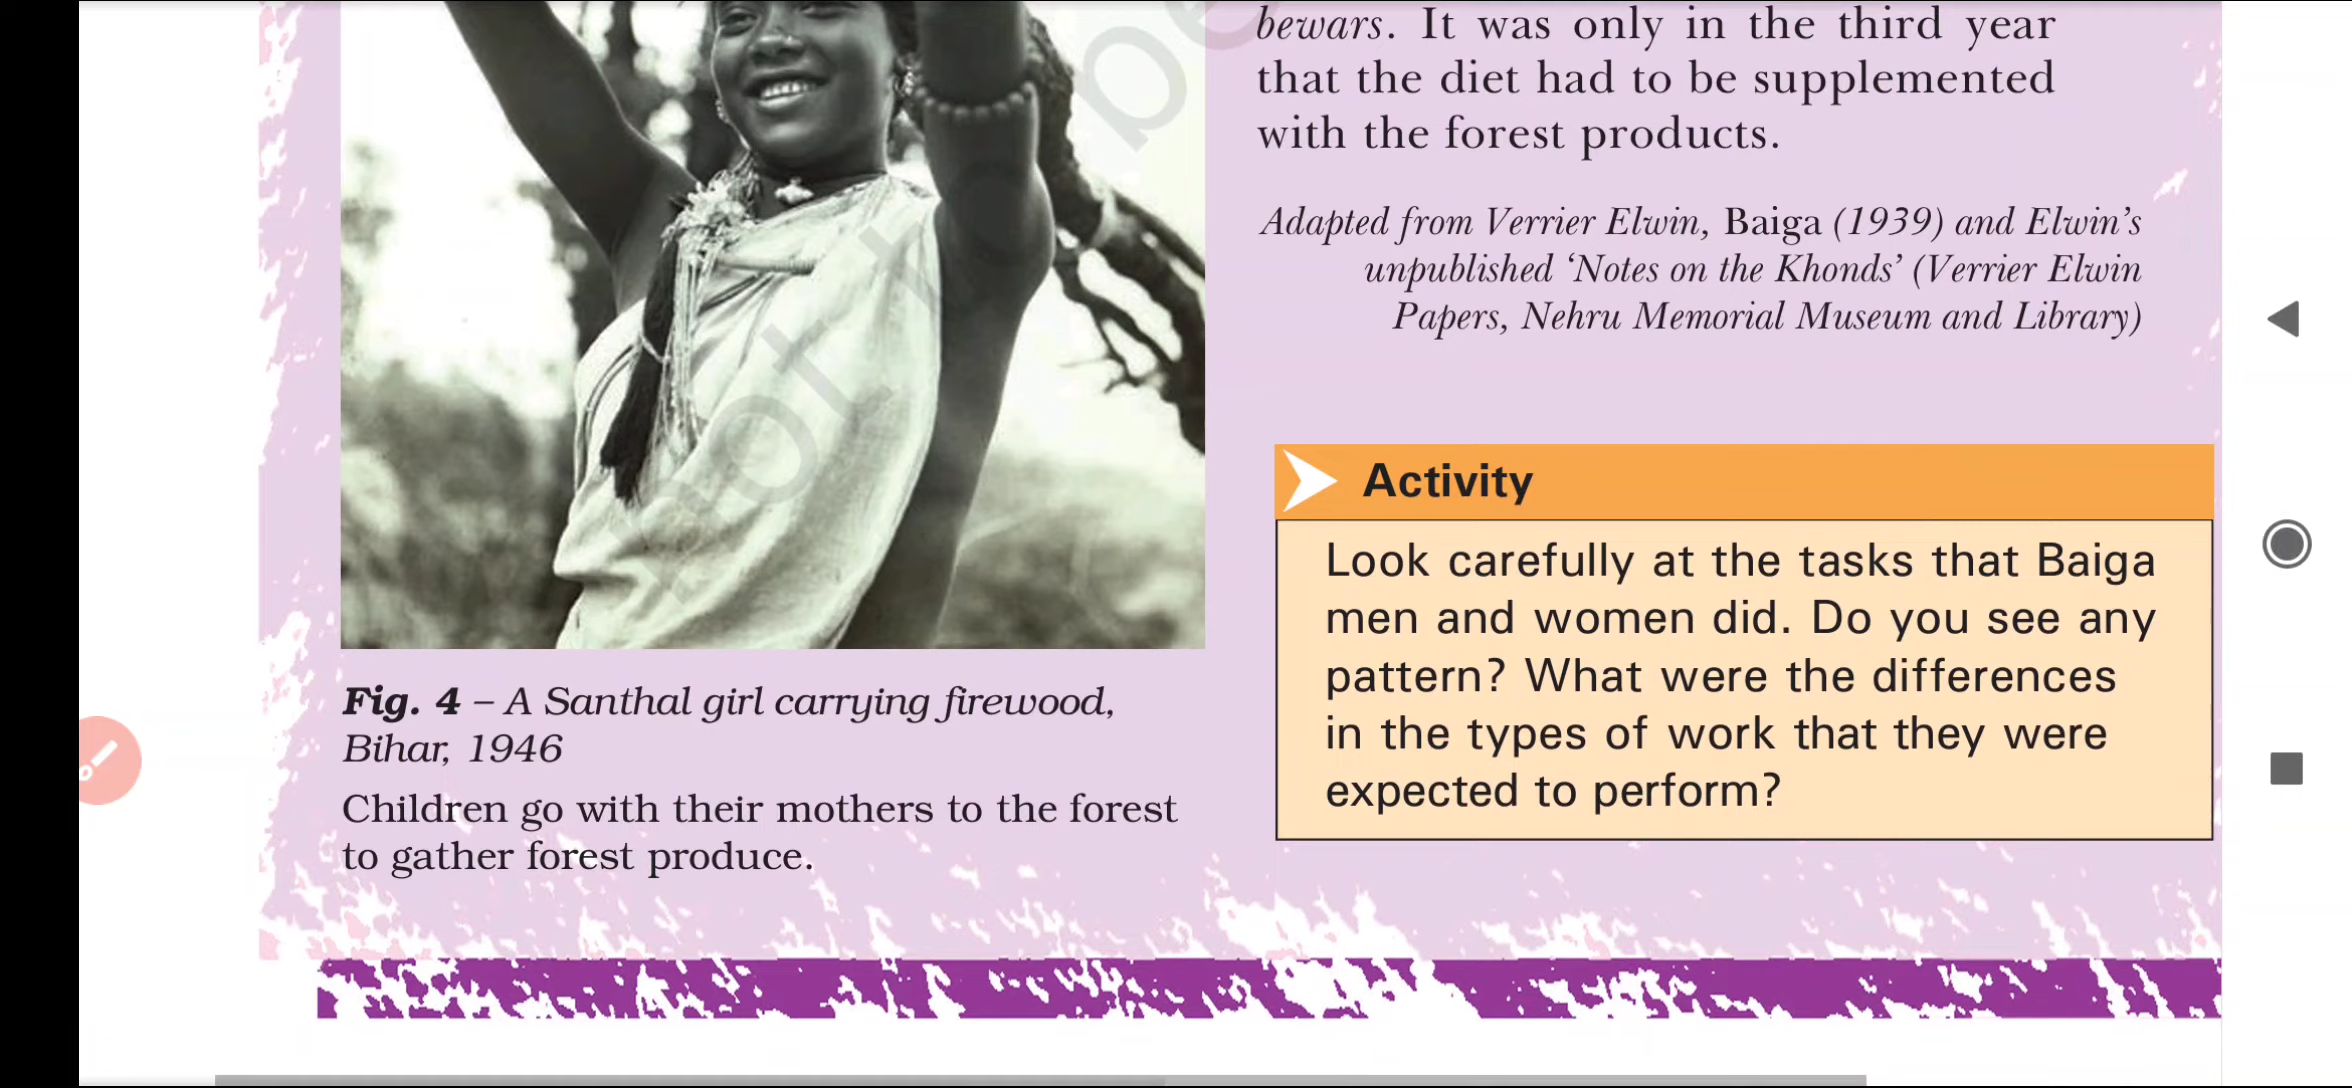 bewars. It was only in the third year
that the diet had to be supplemented
with the forest products.
Adapted from Verrier Elwin, Baiga (1939) and Elwin's
unpublished 'Notes on the Khonds' (Verrier Elwin
Papers, Nehru Memorial Museum and Library)
Activity
Look carefully at the tasks that Baiga
men and women did. Do you see any
pattern? What were the differences
in the types of work that they were
expected to perform?
Fig. 4 – A Santhal girl carrying firewood,
Bihar, 1946
Children go with their mothers to the forest
to gather forest produce.
not to be